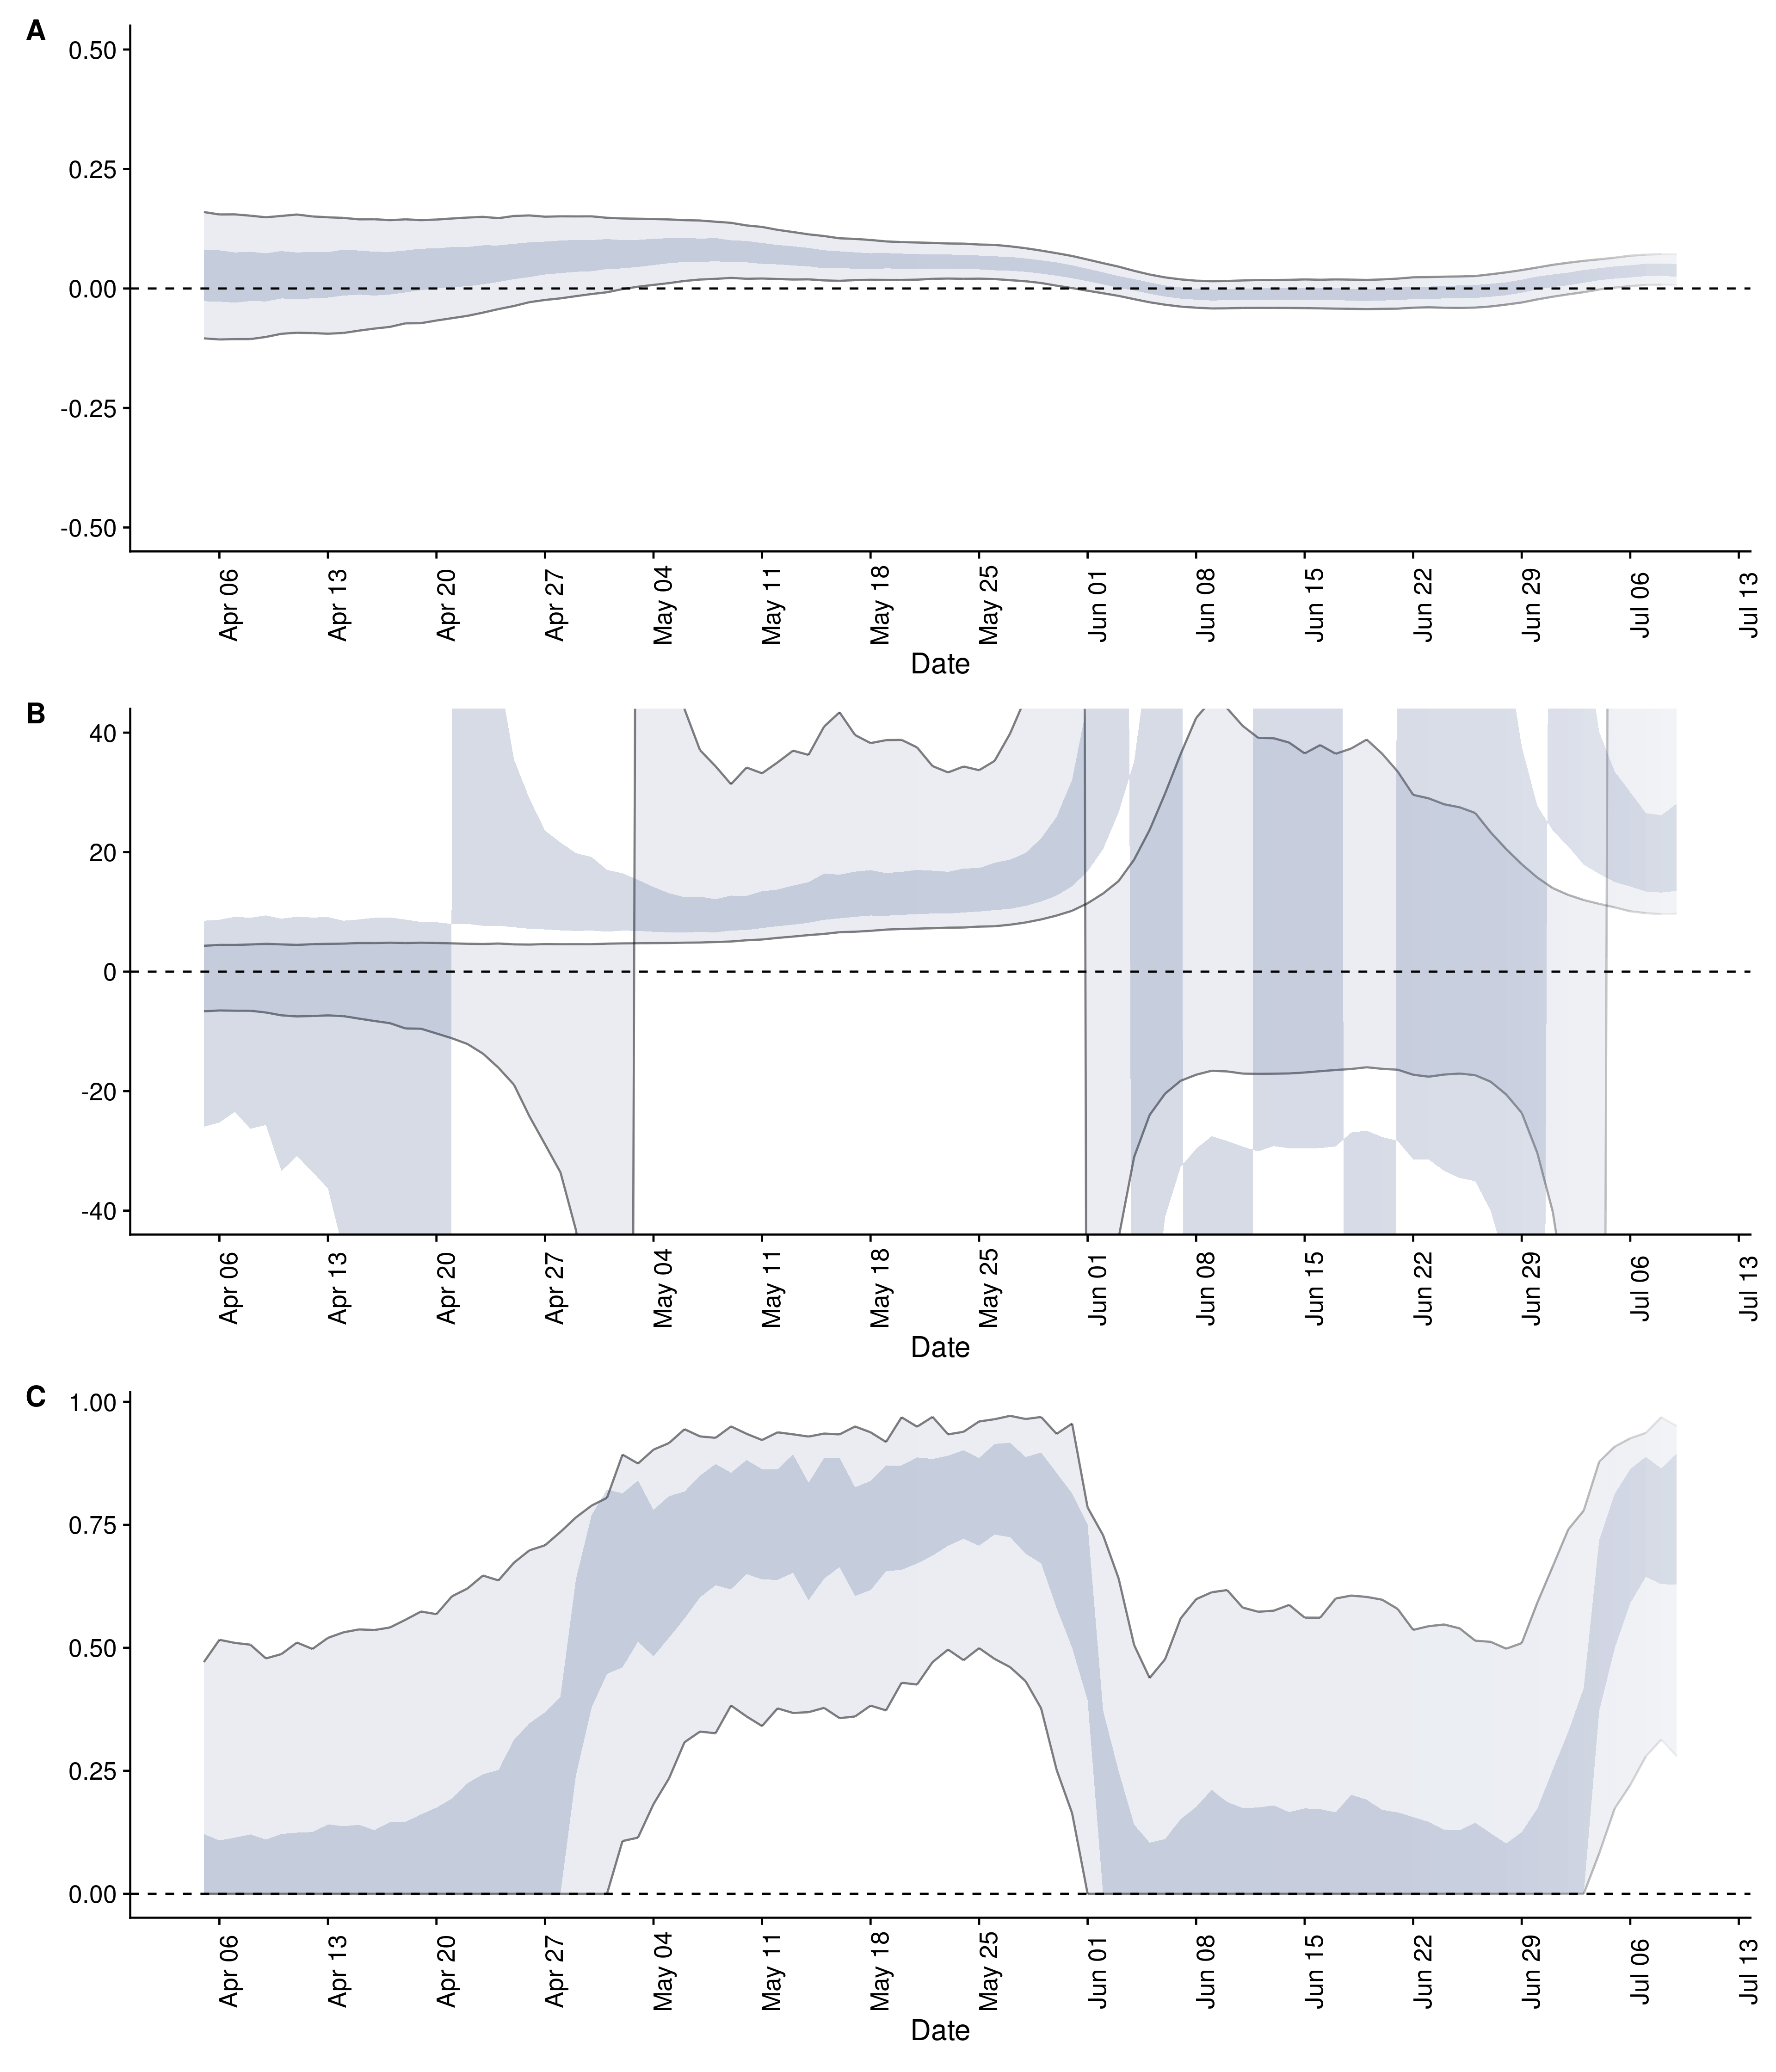 A
0.50
0.25
0.00
-0.25
-0.50
Apr 06
Apr 13
Apr 20
Apr 27
May 04
May 11
May 18
May 25
Jun 01
Jun 08
Jun 15
Jun 22
Jun 29
Jul 06
Jul 13
Date
B
40
20
0
-20
-40
Apr 06
Apr 13
Apr 20
Apr 27
May 04
May 11
May 18
May 25
Jun 01
Jun 08
Jun 15
Jun 22
Jun 29
Jul 06
Jul 13
Date
C
1.00
0.75
0.50
0.25
0.00
Apr 06
Apr 13
Apr 20
Apr 27
May 04
May 11
May 18
May 25
Jun 01
Jun 08
Jun 15
Jun 22
Jun 29
Jul 06
Jul 13
Date